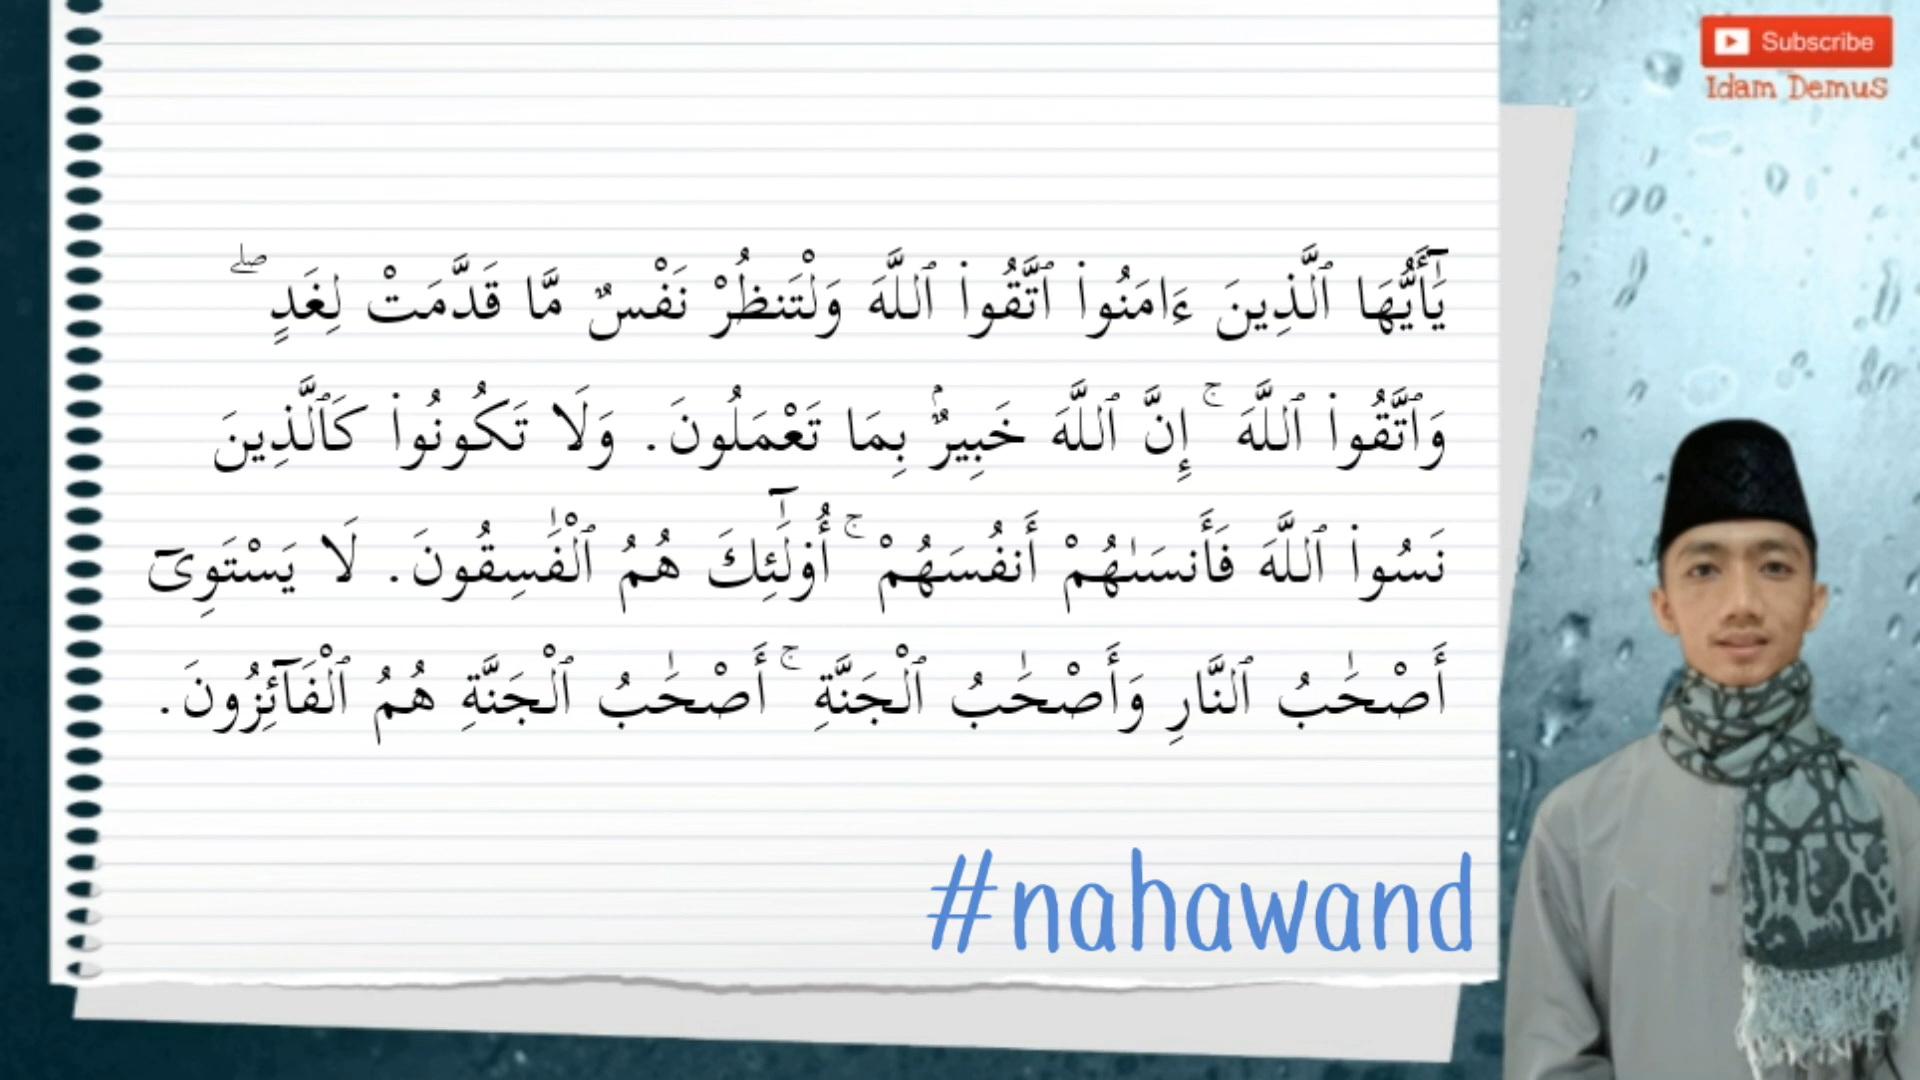 Subscribe
Idam Demus
يَٰٓأَيُّهَا ٱلَّذِينَ ءَامَنُوا۟ ٱتَّقُوا۟ ٱللَّهَ وَلْتَنظُرْ نَفْسٌ مَّا قَدَّمَتْ لِغَدٍ ۖ
وَٱتَّقُوا۟ ٱللَّهَ ۚ إِنَّ ٱللَّهَ خَبِيرٌۢ بِمَا تَعْمَلُونَ. وَلَا تَكُونُوا۟ كَٱلَّذِينَ
نَسُوا۟ ٱللَّهَ فَأَنسَىٰهُمْ أَنفُسَهُمْ ۚ أُو۟لَٰٓئِكَ هُمُ ٱلْفَٰسِقُونَ. لَا يَسْتَوِىٓ
أَصْحَٰبُ ٱلنَّارِ وَأَصْحَٰبُ ٱلْجَنَّةِ ۚ أَصْحَٰبُ ٱلْجَنَّةِ هُمُ ٱلْفَآئِزُونَ.
#nahawand